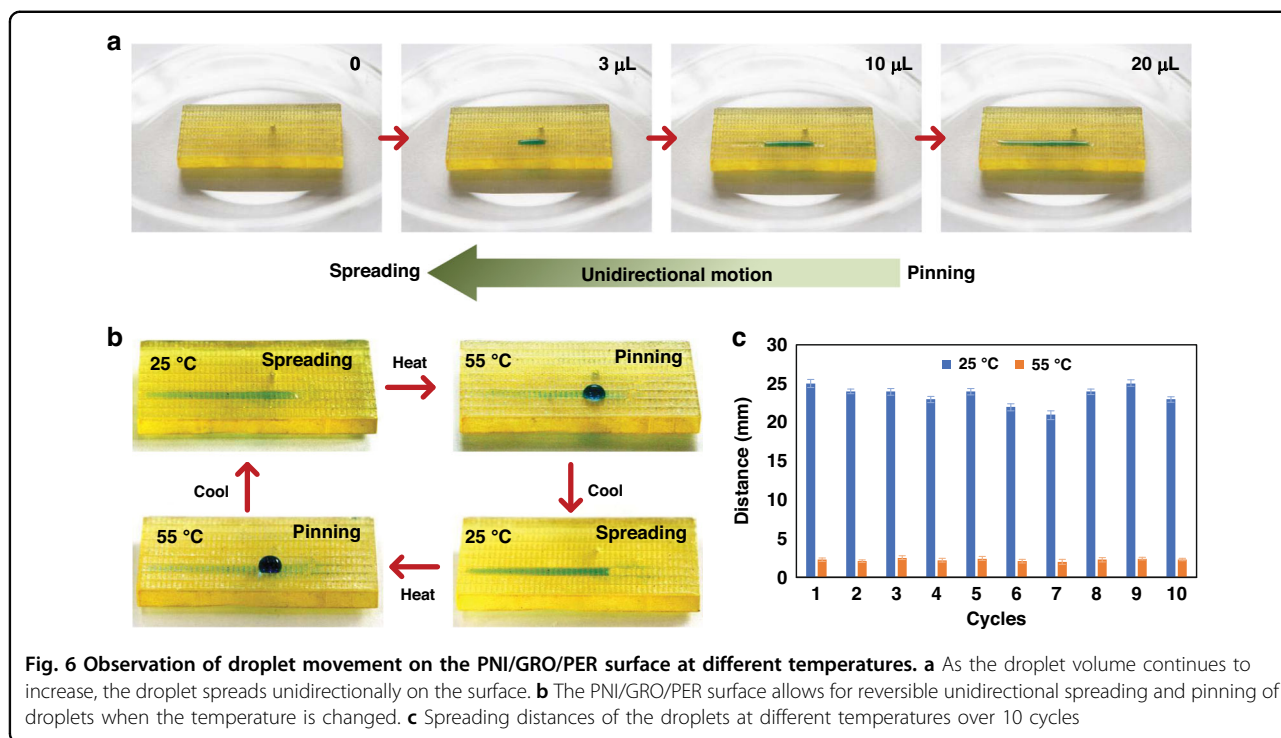 a
0
3 μL
10 μL
20 μL
Spreading
Unidirectional motion
Pinning
b
25 °C
Spreading
Heat
55 °C
Pinning
Cool
Cool
55 °C
Pinning
Heat
25 °C
Spreading
c
30
25
20
15
10
5
0
Distance (mm)
25 °C
55 °C
1 2 3 4 5 6 7 8 9 10
Cycles
Fig. 6 Observation of droplet movement on the PNI/GRO/PER surface at different temperatures. a As the droplet volume continues to
increase, the droplet spreads unidirectionally on the surface. b The PNI/GRO/PER surface allows for reversible unidirectional spreading and pinning of
droplets when the temperature is changed. c Spreading distances of the droplets at different temperatures over 10 cycles